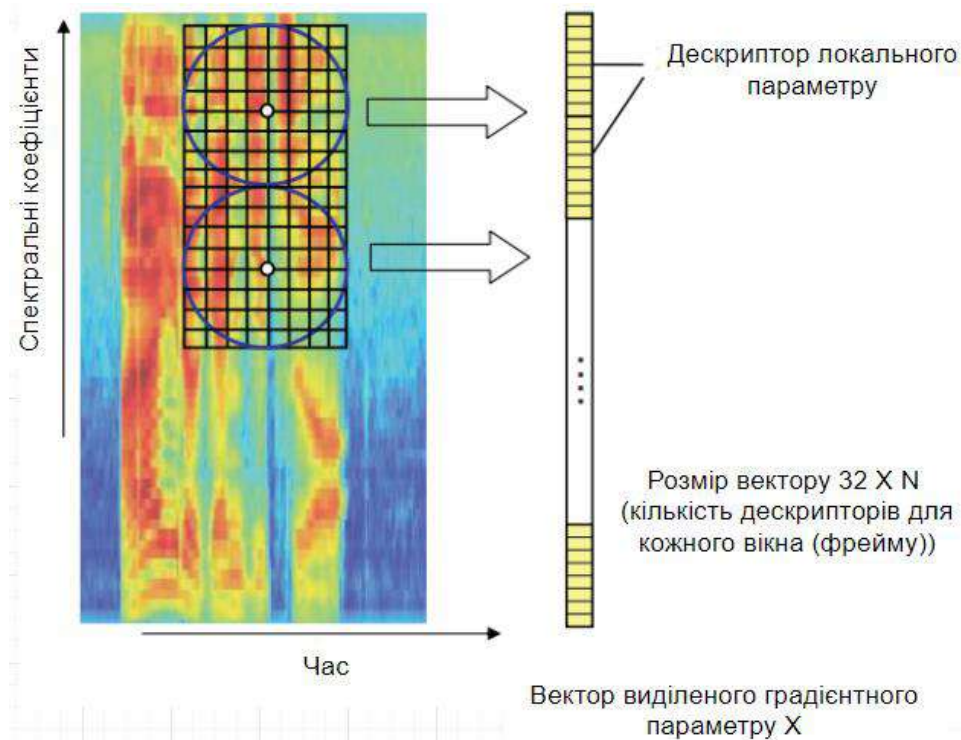 Спектральні коефіцієнти
Час
Дескриптор локального
параметру
Розмір вектору 32 X N
(кількість дескрипторів для
кожного вікна (фрейму))
Вектор виділеного градієнтного
параметру X